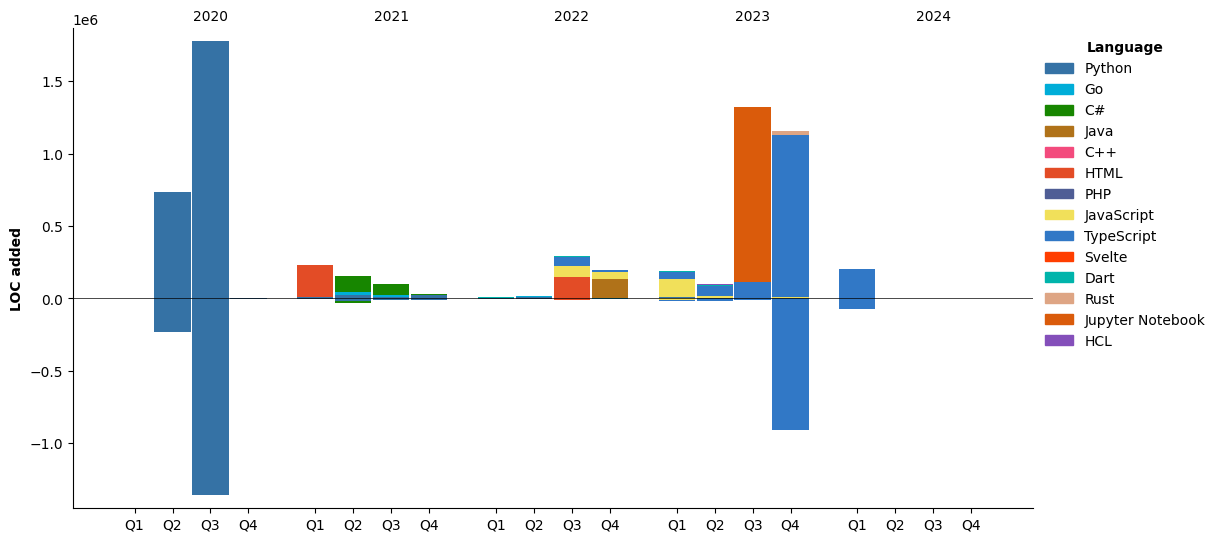 1e6
2020 2021 2022 2023 2024
LOC added
1.5
1.0
0.5
0.0
−0.5
−1.0
Q1 Q2 Q3 Q4 Q1 Q2 Q3 Q4 Q1 Q2 Q3 Q4 Q1 Q2 Q3 Q4 Q1 Q2 Q3 Q4
Language
Python
Go
C#
Java
C++
HTML
PHP
JavaScript
TypeScript
Svelte
Dart
Rust
Jupyter Notebook
HCL